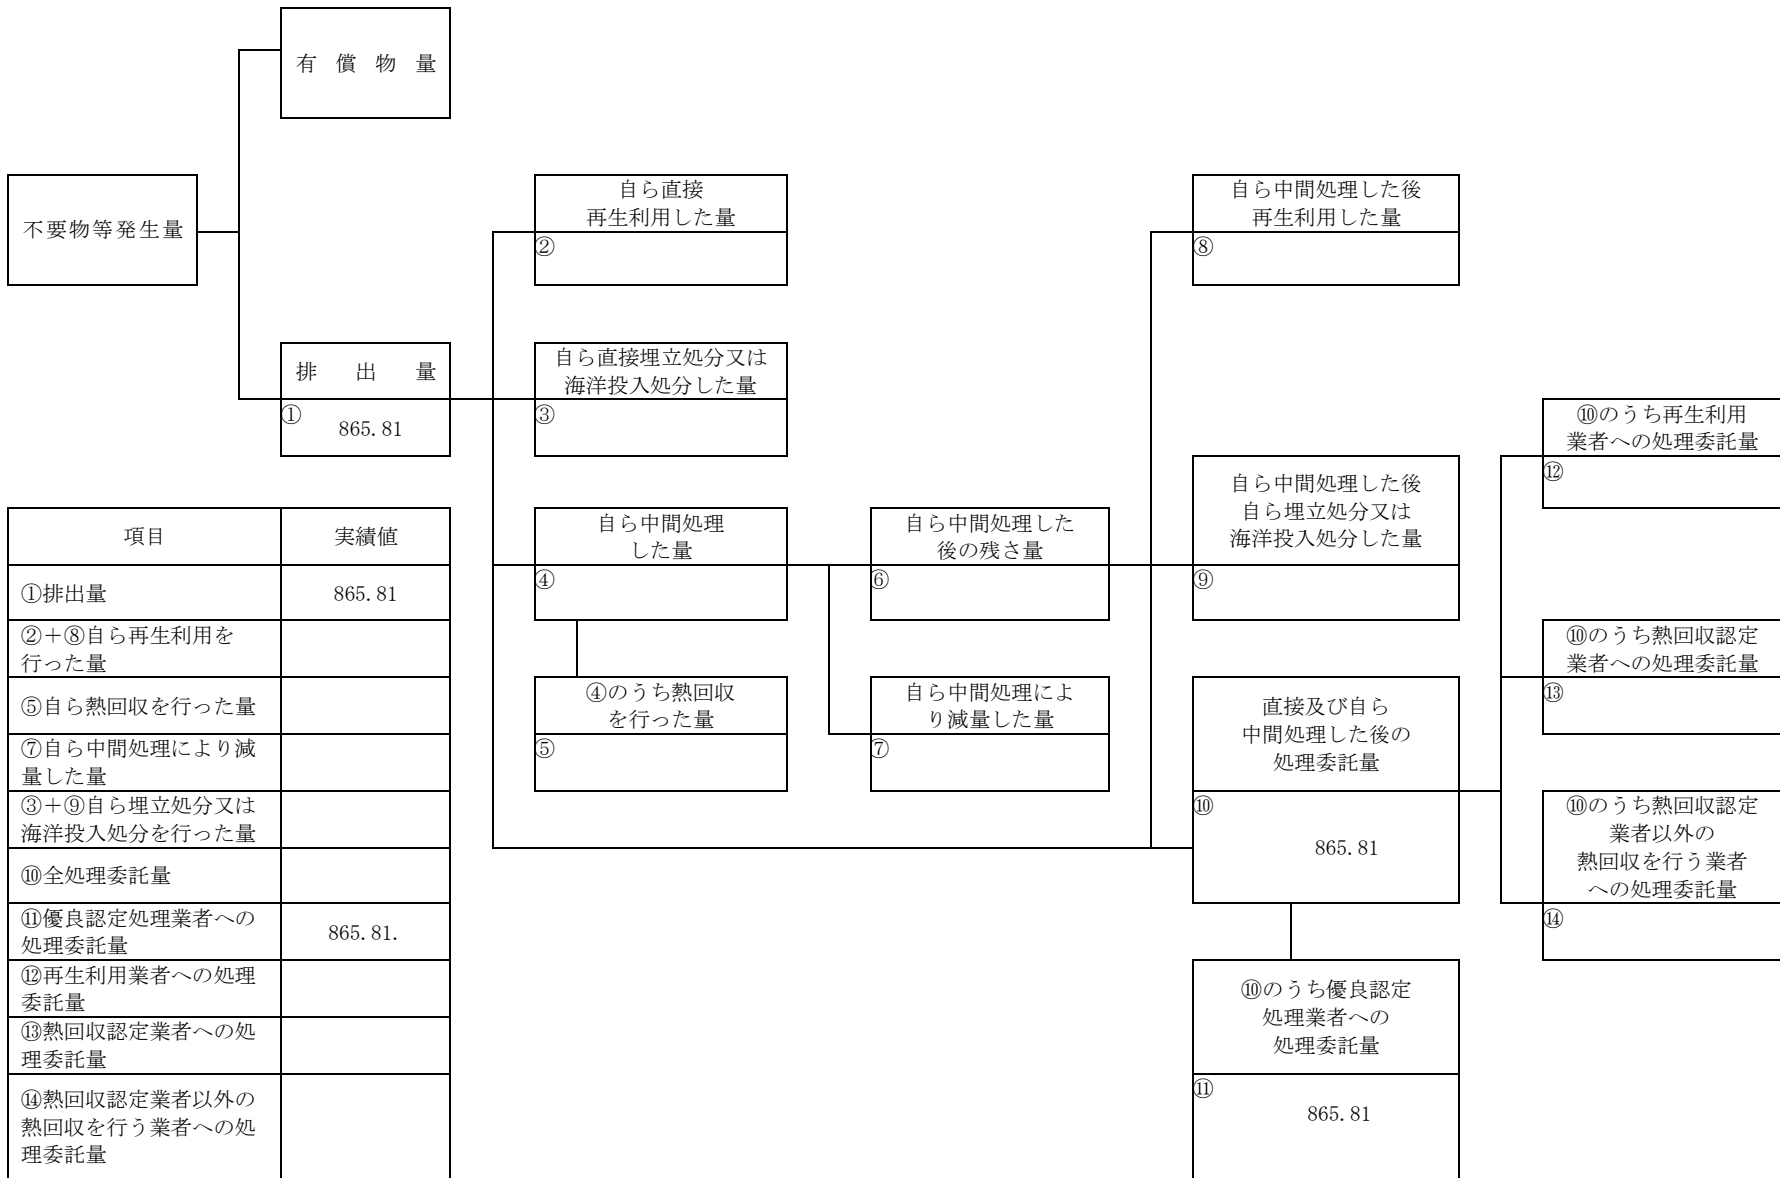 有償物量
不要物等発生量
自ら直接
再生利用した量
②
自ら中間処理した後
再生利用した量
⑧
排出量
①
865.81
自ら直接埋立処分又は
海洋投入処分した量
③
⑩のうち再生利用
業者への処理委託量
⑫
自ら中間処理
した量
④
自ら中間処理した
後の残さ量
⑥
自ら中間処理した後
自ら埋立処分又は
海洋投入処分した量
⑨
⑩のうち熱回収認定
業者への処理委託量
⑬
④のうち熱回収
を行った量
⑤
自ら中間処理によ
り減量した量
⑦
直接及び自ら
中間処理した後の
処理委託量
⑩
865.81
⑩のうち熱回収認定
業者以外の
熱回収を行う業者
への処理委託量
⑭
⑩のうち優良認定
処理業者への
処理委託量
⑪
865.81
項目 実績値
①排出量 865.81
②＋⑧自ら再生利用を
行った量
⑤自ら熱回収を行った量
⑦自ら中間処理により減
量した量
③＋⑨自ら埋立処分又は
海洋投入処分を行った量
⑩全処理委託量
⑪優良認定処理業者への
処理委託量
865.81.
⑫再生利用業者への処理
委託量
⑬熱回収認定業者への処
理委託量
⑭熱回収認定業者以外の
熱回収を行う業者への処
理委託量